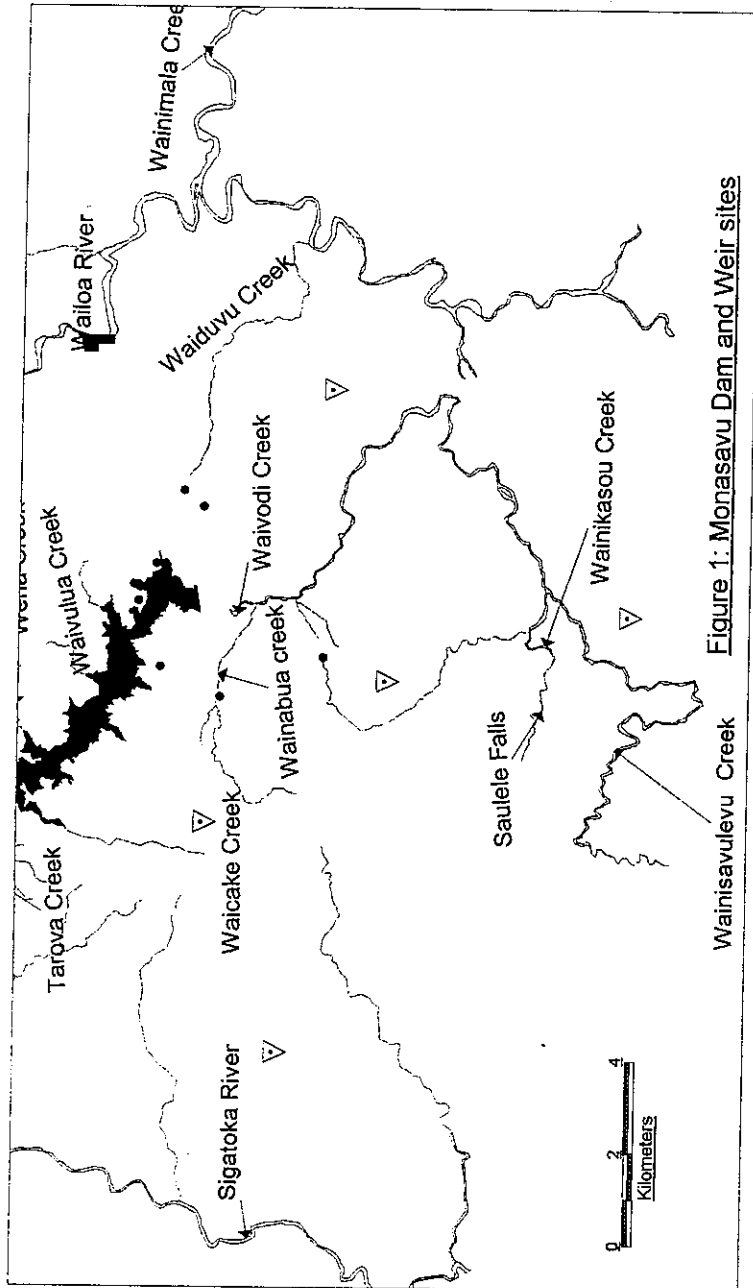 Wainimala Cree
Wailoa River
Waiduvu Creek
Waivulua Creek
Waivodi Creek
Wainabua creek
Tarova Creek
Waicake Creek
Wainikasou Creek
Saulele Falls
Sigatoka River
Wainisavulevu Creek
0 2 4
Kilometers
Figure 1: Monasavu Dam and Weir sites